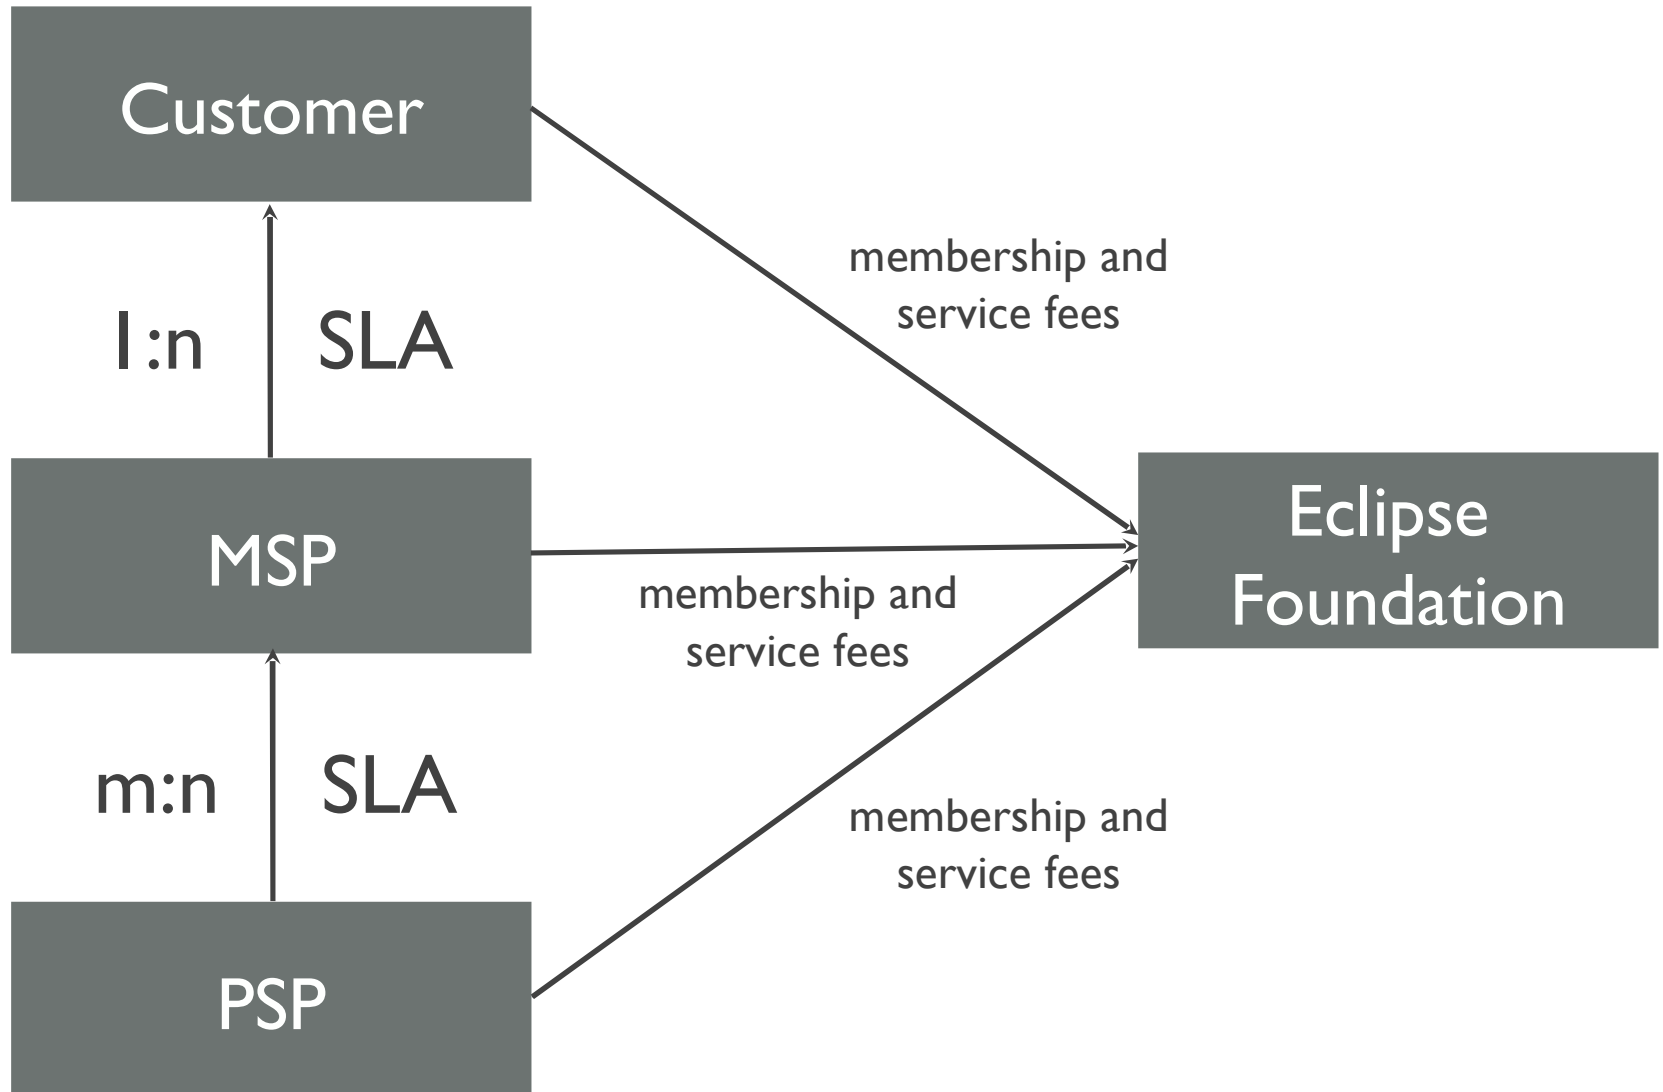 Customer
membership and
service fees
1:n
SLA
MSP
Eclipse
Foundation
membership and
service fees
m:n
SLA
membership and
service fees
PSP